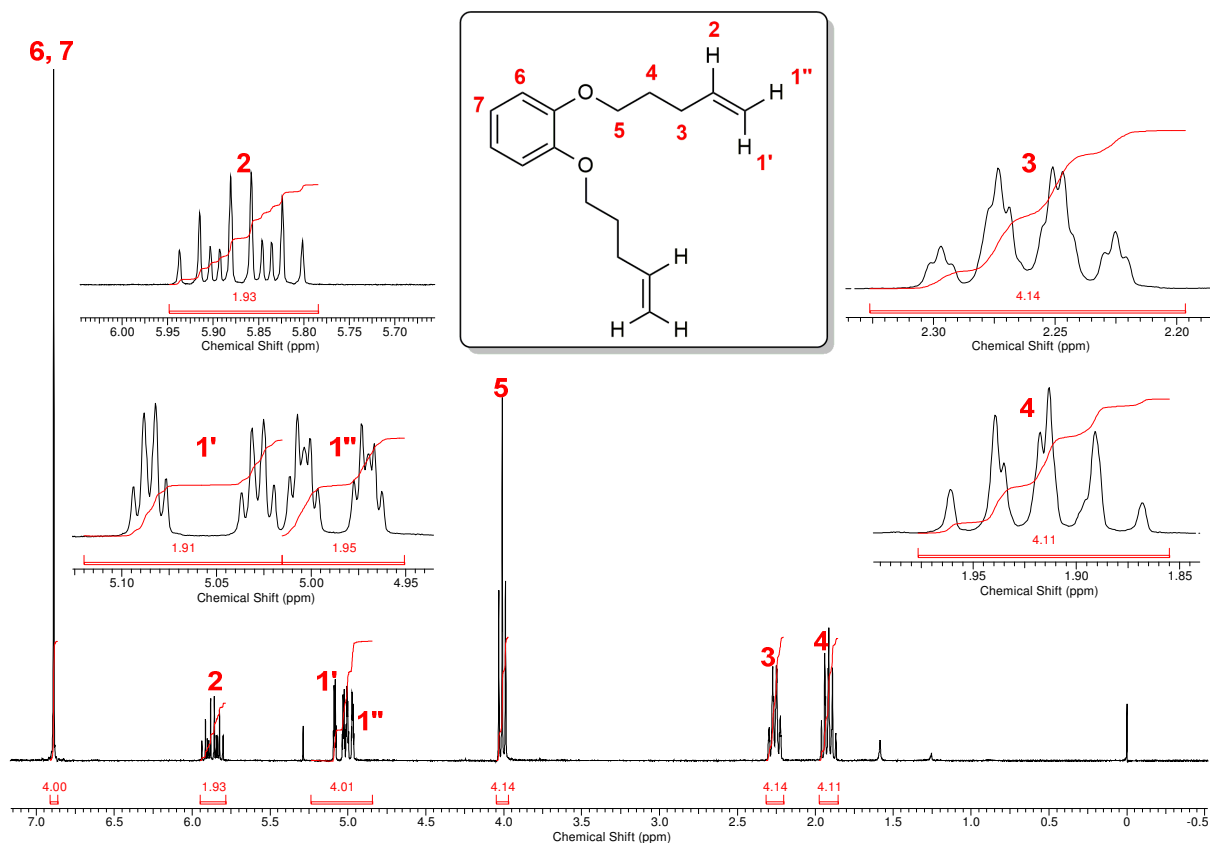 6, 7
2
1.93
6.00 5.95 5.90 5.85 5.80 5.75 5.70
Chemical Shift (ppm)
2
H
4
1"
6
O
H
7
5
3
H
1'
O
H
H
H
3
4.14
2.30 2.25 2.20
Chemical Shift (ppm)
1'
1"
1.91
1.95
5.10 5.05 5.00 4.95
Chemical Shift (ppm)
5
4
4.11
1.95 1.90 1.85
Chemical Shift (ppm)
2
1'
1"
3
4
4.00
1.93
4.01
4.14
4.14
4.11
7.0 6.5 6.0 5.5 5.0 4.5 4.0 3.5 3.0 2.5 2.0 1.5 1.0 0.5 0 -0.5
Chemical Shift (ppm)